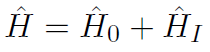 Ĥ = Ĥ₀ + Ĥ_I